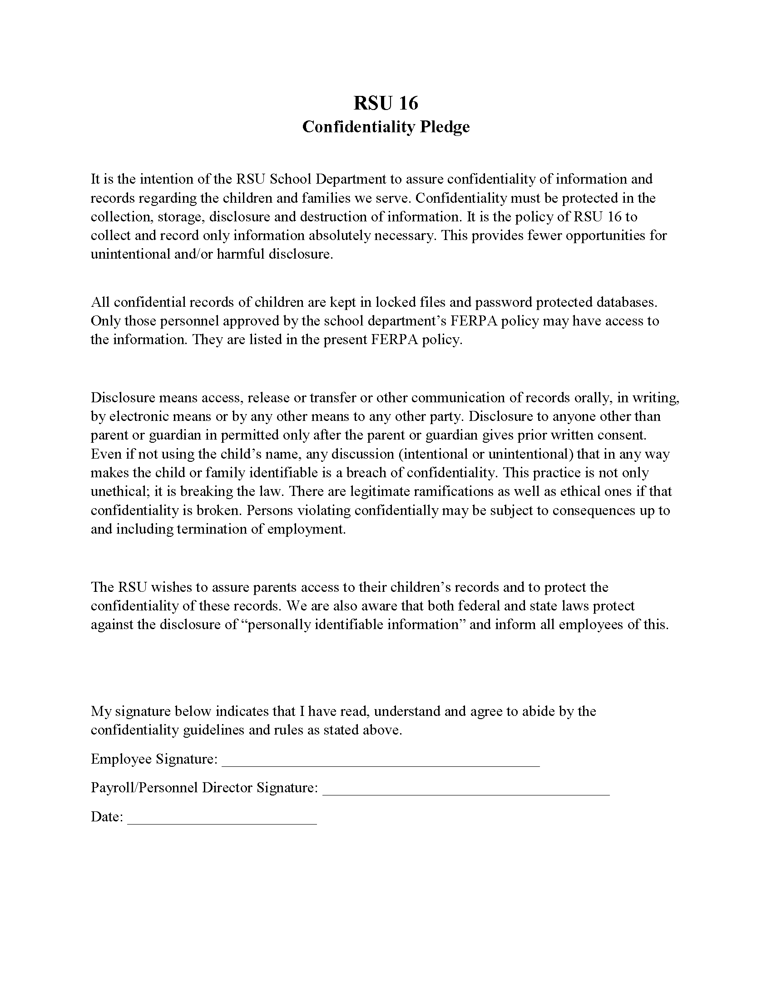 RSU 16
Confidentiality Pledge
It is the intention of the RSU School Department to assure confidentiality of information and
records regarding the children and families we serve. Confidentiality must be protected in the
collection, storage, disclosure and destruction of information. It is the policy of RSU 16 to
collect and record only information absolutely necessary. This provides fewer opportunities for
unintentional and/or harmful disclosure.
All confidential records of children are kept in locked files and password protected databases.
Only those personnel approved by the school department’s FERPA policy may have access to
the information. They are listed in the present FERPA policy.
Disclosure means access, release or transfer or other communication of records orally, in writing,
by electronic means or by any other means to any other party. Disclosure to anyone other than
parent or guardian in permitted only after the parent or guardian gives prior written consent.
Even if not using the child’s name, any discussion (intentional or unintentional) that in any way
makes the child or family identifiable is a breach of confidentiality. This practice is not only
unethical; it is breaking the law. There are legitimate ramifications as well as ethical ones if that
confidentiality is broken. Persons violating confidentially may be subject to consequences up to
and including termination of employment.
The RSU wishes to assure parents access to their children’s records and to protect the
confidentiality of these records. We are also aware that both federal and state laws protect
against the disclosure of “personally identifiable information” and inform all employees of this.
My signature below indicates that I have read, understand and agree to abide by the
confidentiality guidelines and rules as stated above.
Employee Signature: ___________________________________________
Payroll/Personnel Director Signature: _______________________________________
Date: __________________________